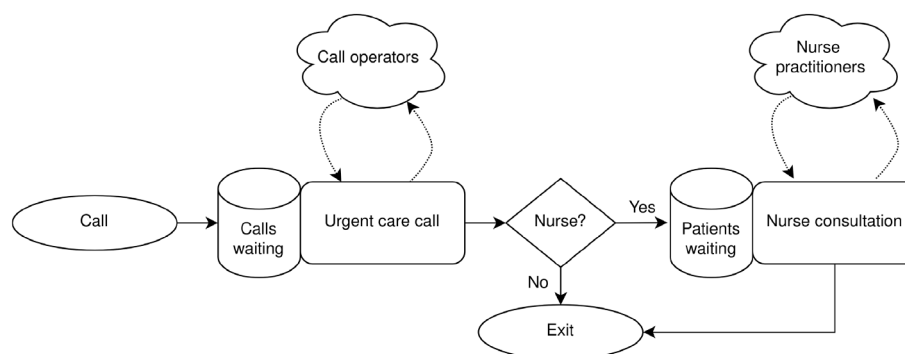 Call operators
Nurse
practitioners
Call
Calls
waiting
Urgent care call
Nurse?
Yes
Patients
waiting
Nurse consultation
No
Exit